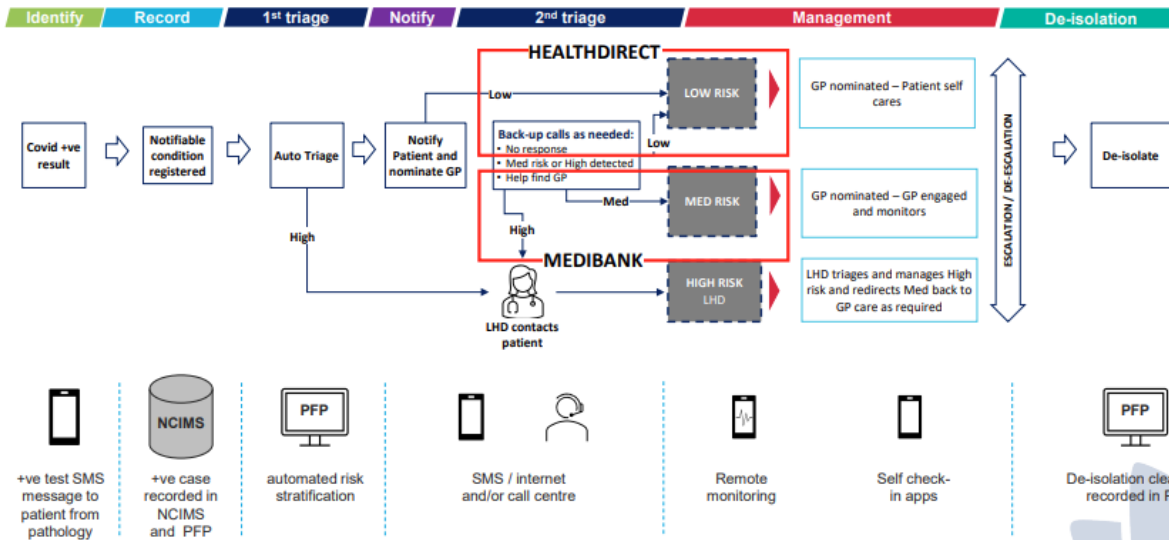 Identify
Record
1st triage
Notify
2nd triage
Management
De-isolation
HEALTHDIRECT
Low
LOW RISK
GP nominated – Patient self
cares
Covid +ve
result
Notifiable
condition
registered
Auto Triage
Notify
Patient and
nominate GP
Back-up calls as needed:
• No response
• Med risk or High detected
• Help find GP
Low
Med
MED RISK
GP nominated – GP engaged
and monitors
ESCALATION / DE-ESCALATION
De-isolate
High
High
MEDIBANK
LHD contacts
patient
HIGH RISK
LHD
LHD triages and manages High
risk and redirects Med back to
GP care as required
NCIMS
PFP
PFP
+ve test SMS
message to
patient from
pathology
+ve case
recorded in
NCIMS
and PFP
automated risk
stratification
SMS / internet
and/or call centre
Remote
monitoring
Self check-
in apps
De-isolation clea
recorded in